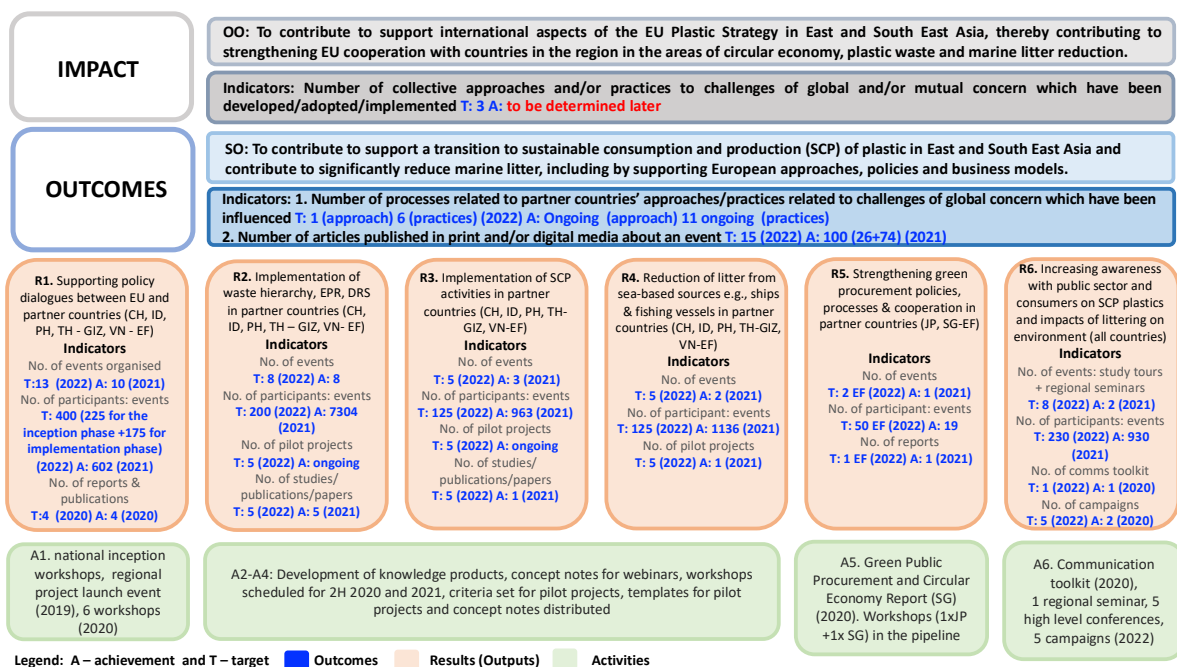 IMPACT
OO: To contribute to support international aspects of the EU Plastic Strategy in East and South East Asia, thereby contributing to
strengthening EU cooperation with countries in the region in the areas of circular economy, plastic waste and marine litter reduction.
Indicators: Number of collective approaches and/or practices to challenges of global and/or mutual concern which have been
developed/adopted/implemented T: 3 A: to be determined later
OUTCOMES
SO: To contribute to support a transition to sustainable consumption and production (SCP) of plastic in East and South East Asia and
contribute to significantly reduce marine litter, including by supporting European approaches, policies and business models.
Indicators: 1. Number of processes related to partner countries' approaches/practices related to challenges of global concern which have been
influenced T: 1 (approach) 6 (practices) (2022) A: Ongoing (approach) 11 ongoing (practices)
2. Number of articles published in print and/or digital media about an event T: 15 (2022) A: 100 (26+74) (2021)
R1. Supporting policy
dialogues between EU and
partner countries (CH, ID,
PH, TH - GIZ, VN - EF)
Indicators
No. of events organised
T:13 (2022) A: 10 (2021)
No. of participants: events
T: 400 (225 for the
inception phase +175 for
implementation phase)
(2022) A: 602 (2021)
No. of reports &
publications
T:4 (2020) A: 4 (2020)
R2. Implementation of
waste hierarchy, EPR, DRS
in partner countries (CH,
ID, PH, TH – GIZ, VN- EF)
Indicators
No. of events
T: 8 (2022) A: 8
No. of participants: events
T: 200 (2022) A: 7304
(2021)
No. of pilot projects
T: 5 (2022) A: ongoing
No. of studies/
publications/papers
T: 5 (2022) A: 5 (2021)
R3. Implementation of SCP
activities in partner
countries (CH, ID, PH, TH-
GIZ, VN-EF)
Indicators
No. of events
T: 5 (2022) A: 3 (2021)
No. of participants: events
T: 125 (2022) A: 963 (2021)
No. of pilot projects
T: 5 (2022) A: ongoing
No. of studies/
publications/papers
T: 5 (2022) A: 1 (2021)
R4. Reduction of litter from
sea-based sources e.g., ships
& fishing vessels in partner
countries (CH, ID, PH, TH-GIZ,
VN-EF)
Indicators
No. of events
T: 5 (2022) A: 2 (2021)
No. of participant: events
T: 125 (2022) A: 1136 (2021)
No. of pilot projects
T: 5 (2022) A: 1 (2021)
R5. Strengthening green
procurement policies,
processes & cooperation in
partner countries (JP, SG-EF)
Indicators
No. of events
T: 2 EF (2022) A: 1 (2021)
No. of participant: events
T: 50 EF (2022) A: 19
No. of reports
T: 1 EF (2022) A: 1 (2021)
R6. Increasing awareness
with public sector and
consumers on SCP plastics
and impacts of littering on
environment (all countries)
Indicators
No. of events: study tours
+ regional seminars
T: 8 (2022) A: 2 (2021)
No. of participants: events
T: 230 (2022) A: 930
(2021)
No. of comms toolkit
T: 1 (2022) A: 1 (2020)
No. of campaigns
T: 5 (2022) A: 2 (2020)
A1. national inception
workshops, regional
project launch event
(2019), 6 workshops
(2020)
A2-A4: Development of knowledge products, concept notes for webinars, workshops
scheduled for 2H 2020 and 2021, criteria set for pilot projects, templates for pilot
projects and concept notes distributed
A5. Green Public
Procurement and Circular
Economy Report (SG)
(2020). Workshops (1xJP
+1x SG) in the pipeline
A6. Communication
toolkit (2020),
1 regional seminar, 5
high level conferences,
5 campaigns (2022)
Legend: A – achievement and T – target Outcomes Results (Outputs) Activities